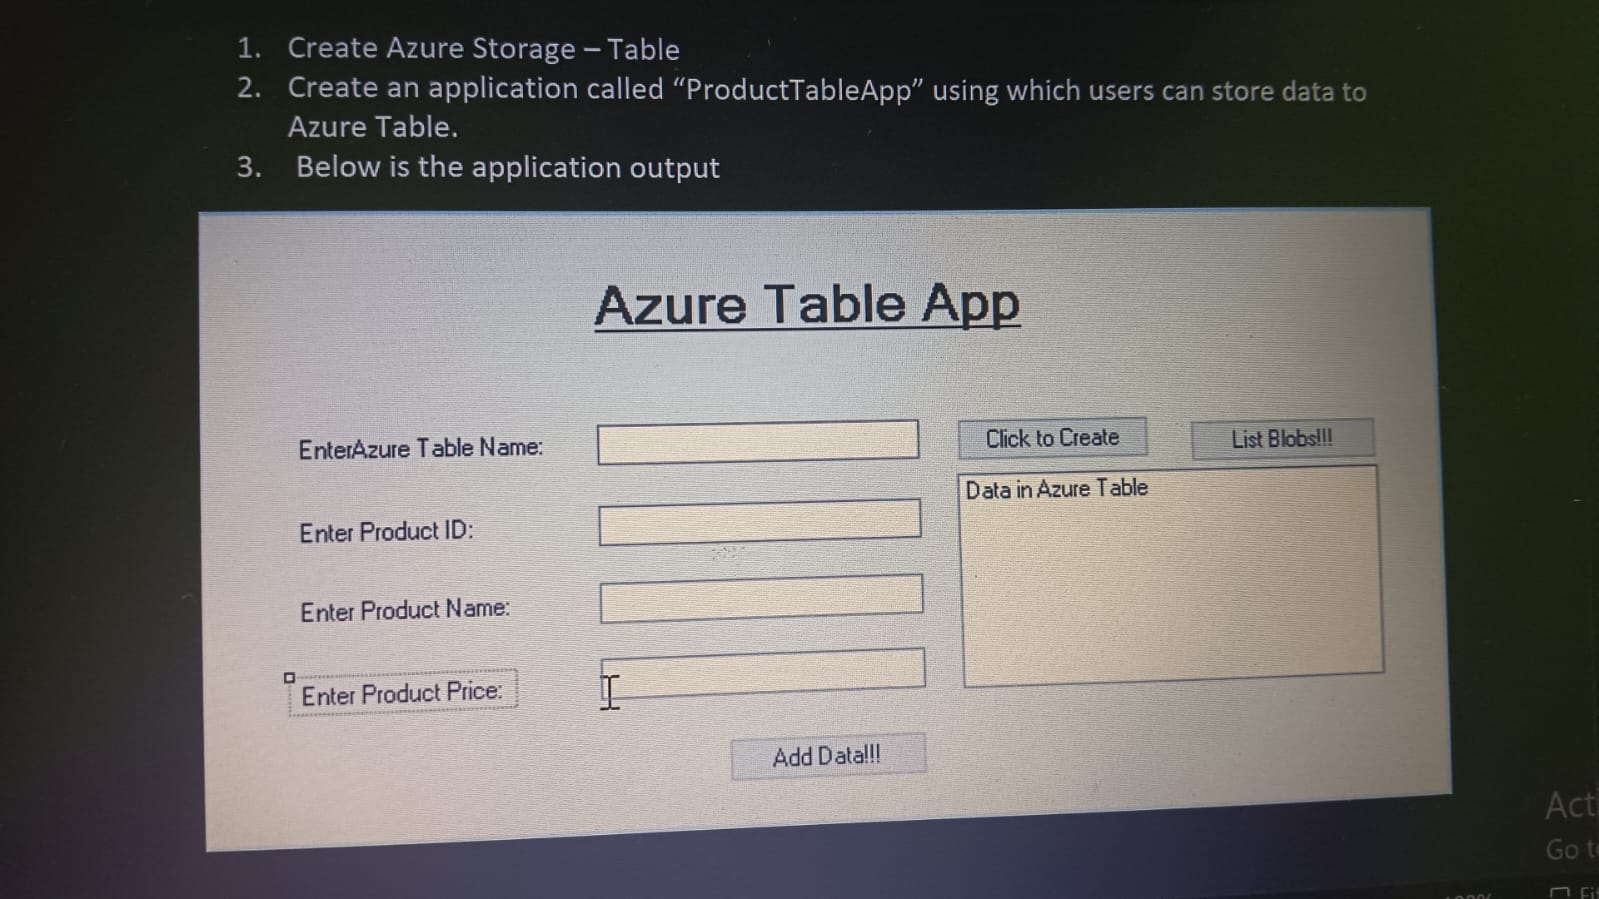 1. Create Azure Storage – Table
2. Create an application called “ProductTableApp” using which users can store data to
Azure Table.
3. Below is the application output
Azure Table App
EnterAzure Table Name:
Click to Create
List Blobs!!!
Data in Azure Table
Enter Product ID:
Enter Product Name:
Enter Product Price:
Add Data!!!
Go